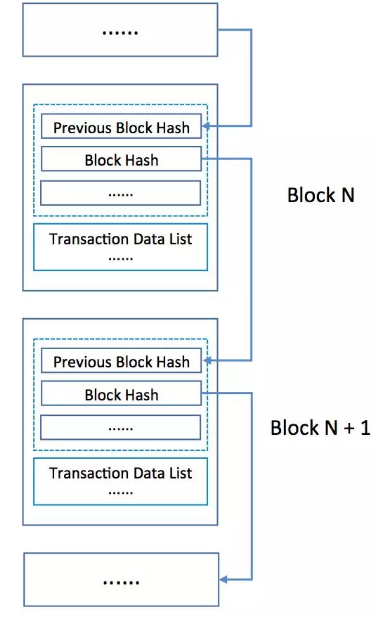 ......
Previous Block Hash
Block Hash
......
Transaction Data List
......
Block N
Previous Block Hash
Block Hash
......
Transaction Data List
......
Block N + 1
......